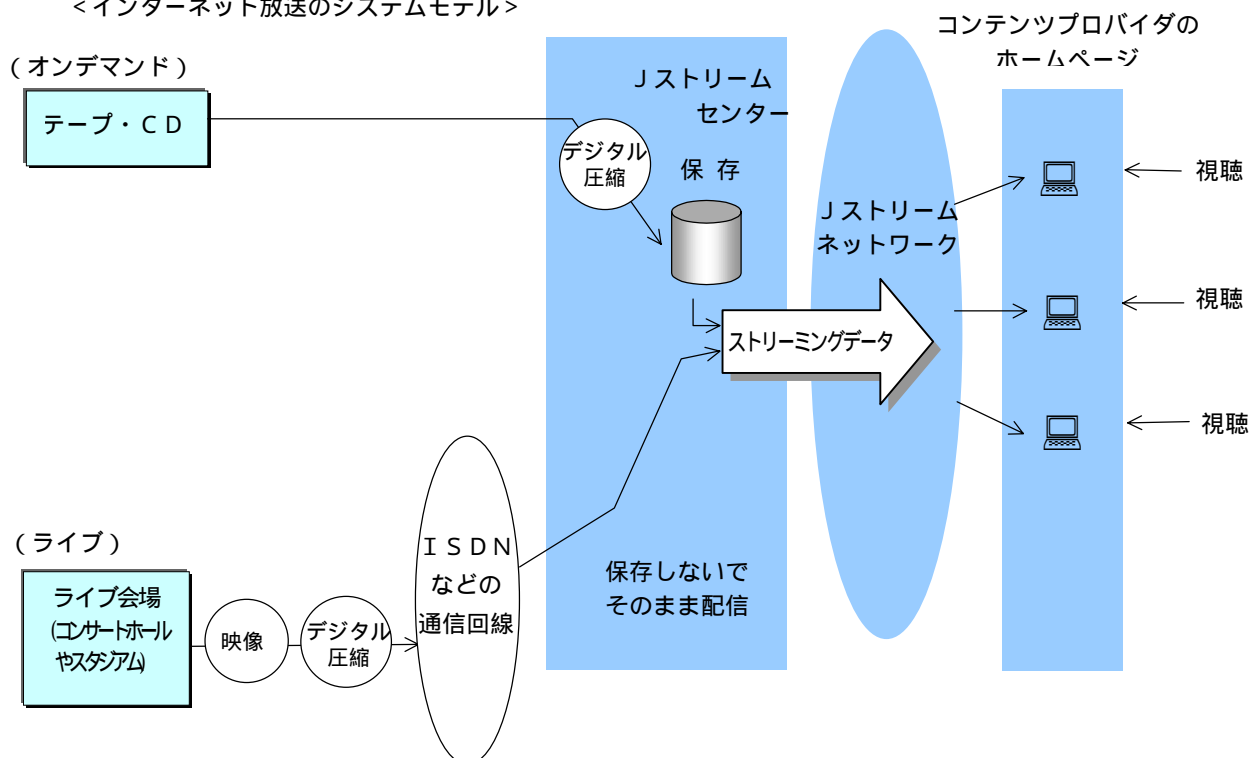 ＜インターネット放送のシステムモデル＞
コンテンツプロバイダの
ホームページ
（オンデマンド）
テープ・ＣＤ
Ｊストリーム
センター
デジタル
圧縮
保 存
Ｊストリーム
ネットワーク
ストリーミングデータ
視聴
視聴
視聴
（ライブ）
ライブ会場
(コンサートホール
やスタジアム)
映像
デジタル
圧縮
ＩＳＤＮ
などの
通信回線
保存しないで
そのまま配信